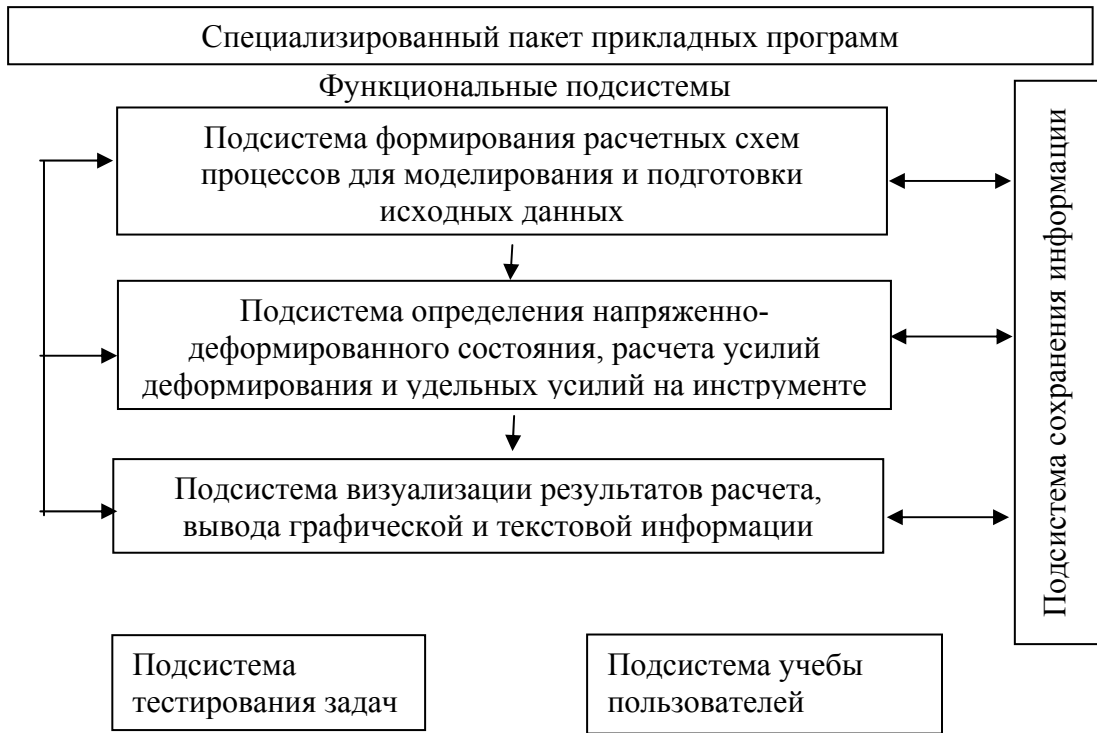 Специализированный пакет прикладных программ
Функциональные подсистемы
Подсистема формирования расчетных схем
процессов для моделирования и подготовки
исходных данных
Подсистема определения напряженно-
деформированного состояния, расчета усилий
деформирования и удельных усилий на инструменте
Подсистема визуализации результатов расчета,
вывода графической и текстовой информации
Подсистема сохранения информации
Подсистема
тестирования задач
Подсистема учебы
пользователей